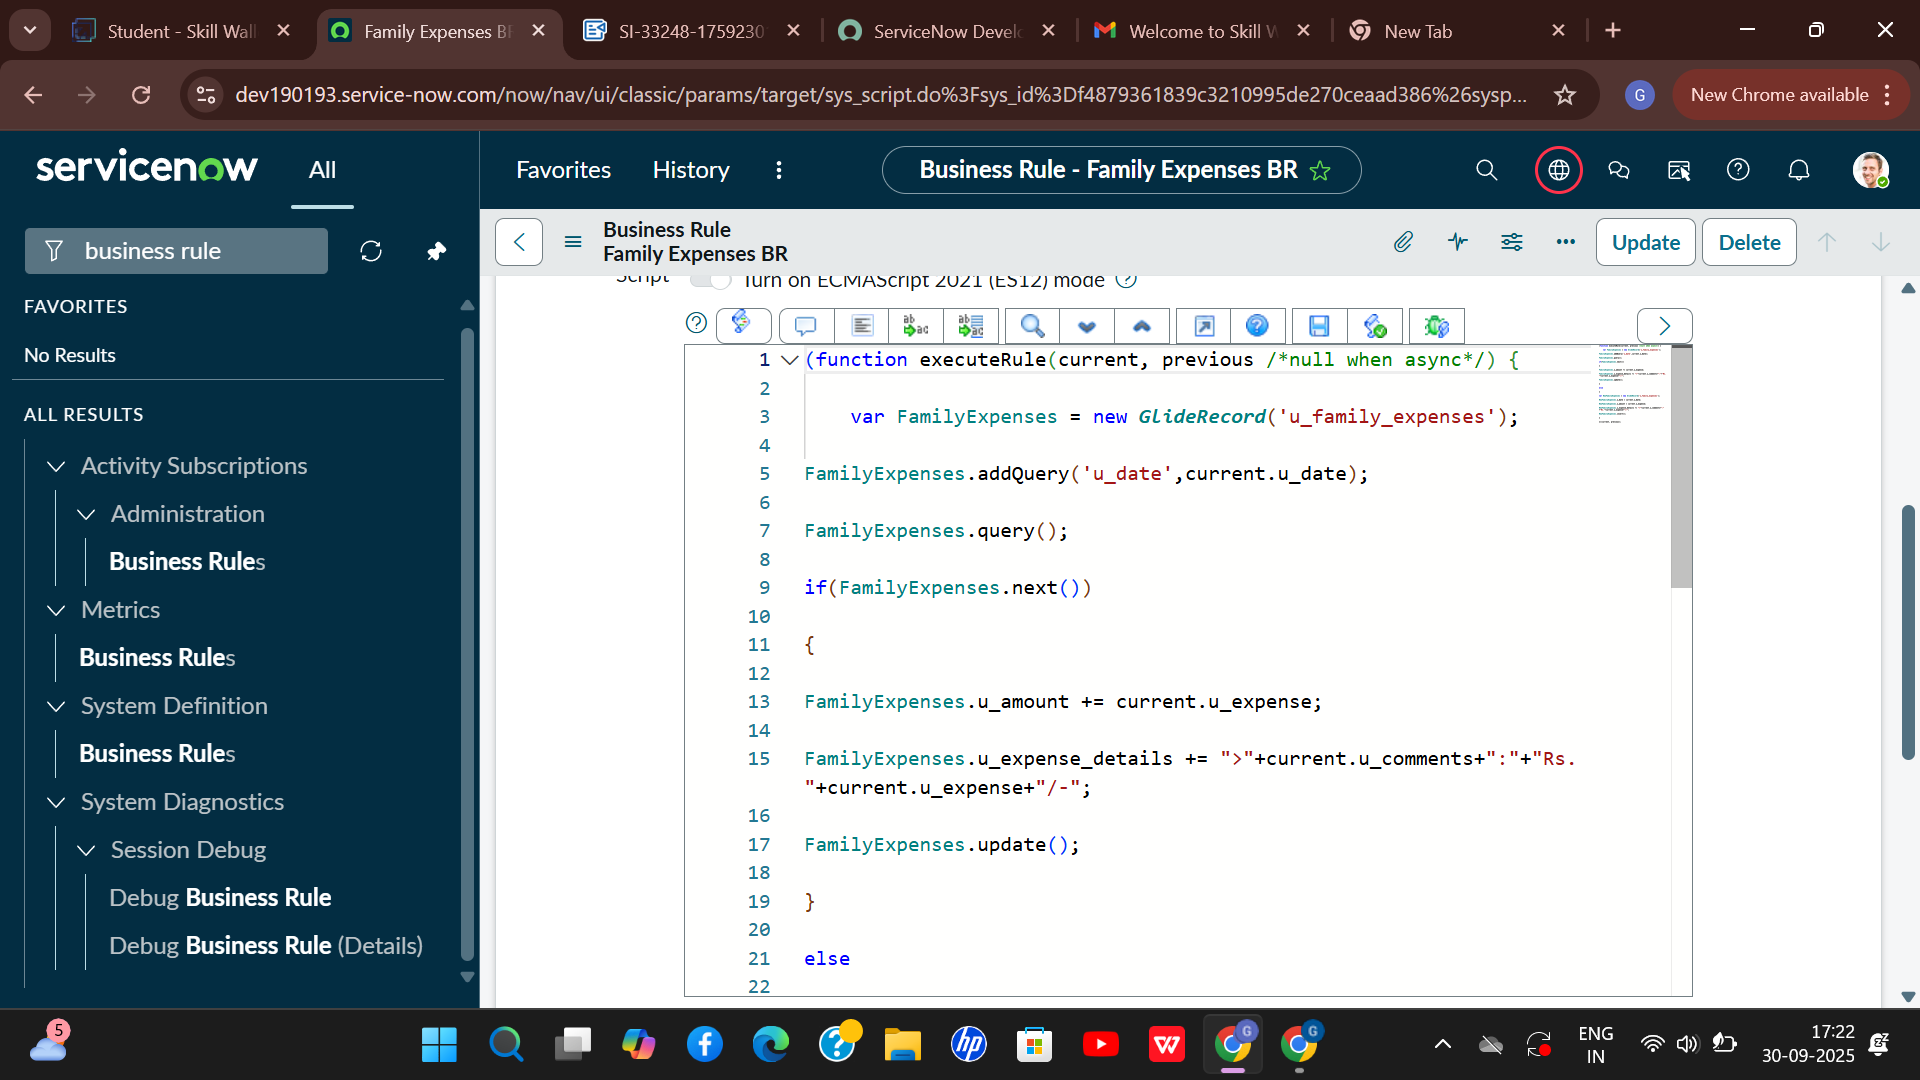 Student - Skill Wall
Family Expenses BR
SI-33248-1759230
ServiceNow Develo
Welcome to Skill W
New Tab
dev190193.service-now.com/now/nav/ui/classic/params/target/sys_script.do%3Fsys_id%3Df4879361839c3210995de270ceaad386%26sysp...
G
New Chrome available
servicenow
All
Favorites
History
Business Rule - Family Expenses BR
business rule
Business Rule
Family Expenses BR
Update
Delete
FAVORITES
No Results
ALL RESULTS
Activity Subscriptions
Administration
Business Rules
Metrics
Business Rules
System Definition
Business Rules
System Diagnostics
Session Debug
Debug Business Rule
Debug Business Rule (Details)
Script
Turn on ECMAScript 2021 (ES12) mode
1 (function executeRule(current, previous /*null when async*/) {
2
3 var FamilyExpenses = new GlideRecord('u_family_expenses');
4
5 FamilyExpenses.addQuery('u_date',current.u_date);
6
7 FamilyExpenses.query();
8
9 if(FamilyExpenses.next())
10
11 {
12
13 FamilyExpenses.u_amount += current.u_expense;
14
15 FamilyExpenses.u_expense_details += ">"+current.u_comments+":"+"Rs.
"+current.u_expense+"/-";
16
17 FamilyExpenses.update();
18
19 }
20
21 else
22
5
ENG
IN
17:22
30-09-2025